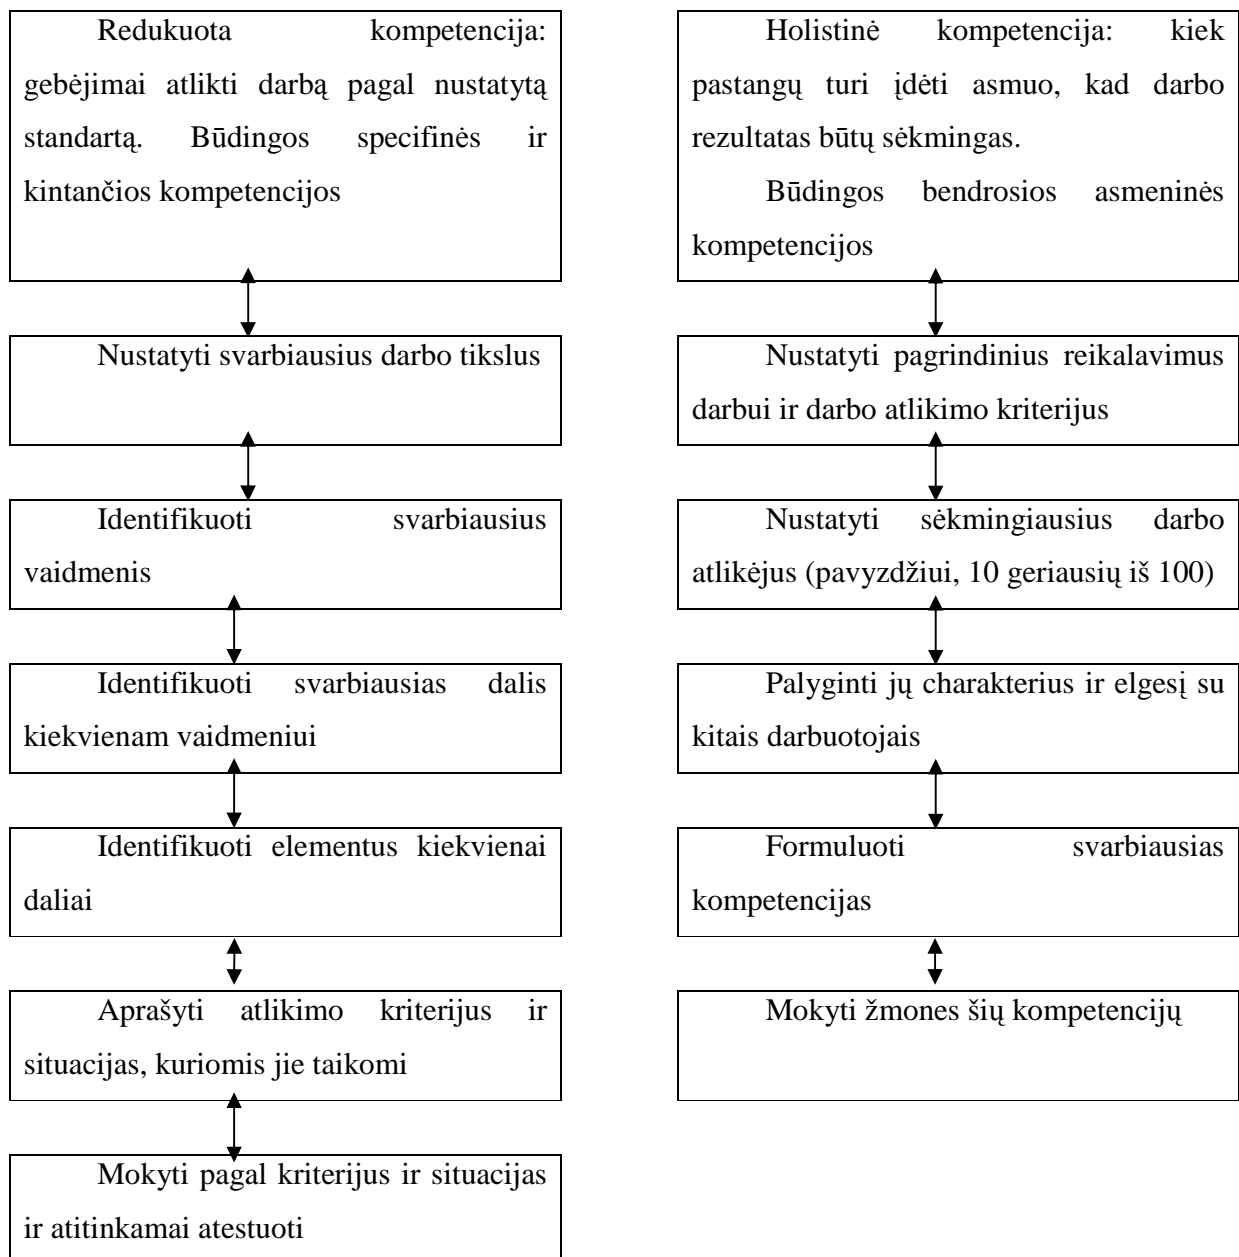 Redukuota kompetencija:
gebėjimai atlikti darbą pagal nustatytą
standartą. Būdingos specifinės ir
kintančios kompetencijos
Nustatyti svarbiausius darbo tikslus
Identifikuoti svarbiausius
vaidmenis
Identifikuoti svarbiausias dalis
kiekvienam vaidmeniui
Identifikuoti elementus kiekvienai
daliai
Aprašyti atlikimo kriterijus ir
situacijas, kuriomis jie taikomi
Mokyti pagal kriterijus ir situacijas
ir atitinkamai atestuoti
Holistinė kompetencija: kiek
pastangų turi įdėti asmuo, kad darbo
rezultatas būtų sėkmingas.
Būdingos bendrosios asmeninės
kompetencijos
Nustatyti pagrindinius reikalavimus
darbui ir darbo atlikimo kriterijus
Nustatyti sėkmingiausius darbo
atlikėjus (pavyzdžiui, 10 geriausių iš 100)
Palyginti jų charakterius ir elgesį su
kitais darbuotojais
Formuluoti svarbiausias
kompetencijas
Mokyti žmones šių kompetencijų